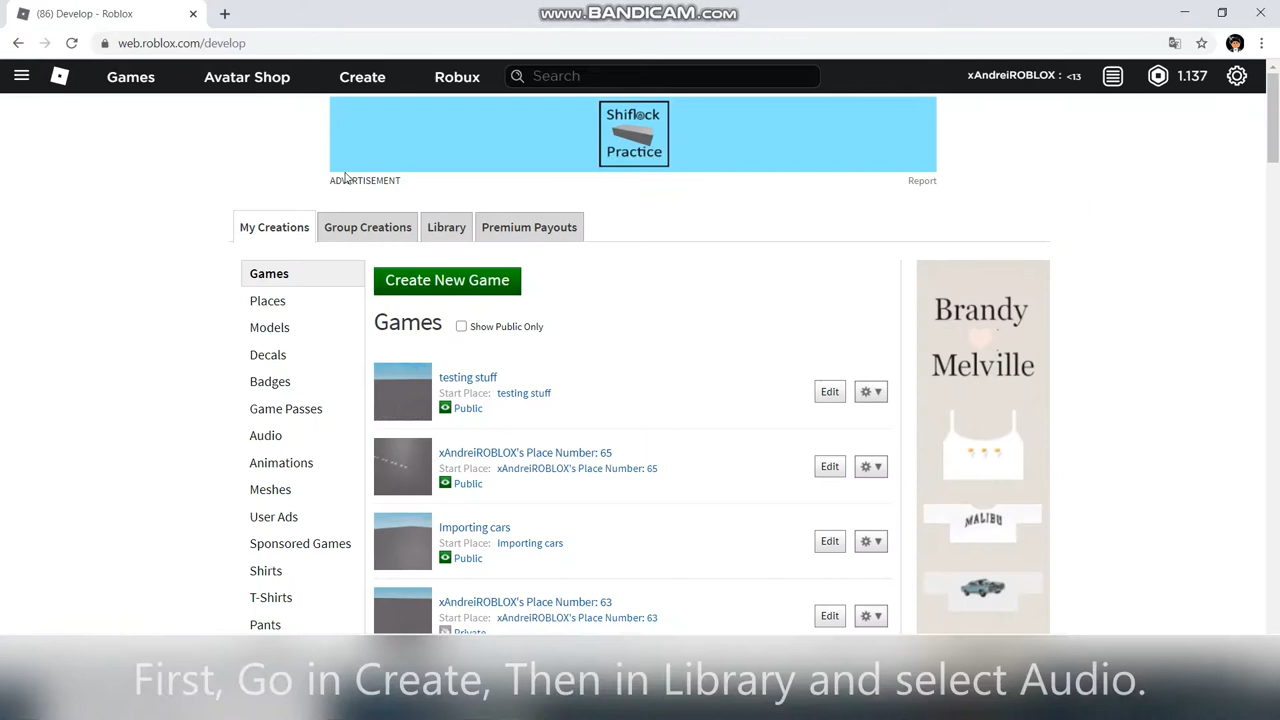 (86) Develop - Roblox
www.BANDICAM.com
web.roblox.com/develop
Games
Avatar Shop
Create
Robux
Search
xAndreiROBLOX : <13
1.137
Shiflock
Practice
ADVERTISEMENT
Report
My Creations
Group Creations
Library
Premium Payouts
Games
Places
Models
Decals
Badges
Game Passes
Audio
Animations
Meshes
User Ads
Sponsored Games
Shirts
T-Shirts
Pants
Create New Game
Games
Show Public Only
testing stuff
Start Place: testing stuff
Public
Edit
xAndreiROBLOX's Place Number: 65
Start Place: xAndreiROBLOX's Place Number: 65
Public
Edit
Importing cars
Start Place: Importing cars
Public
Edit
xAndreiROBLOX's Place Number: 63
Start Place: xAndreiROBLOX's Place Number: 63
Private
Edit
Brandy
Melville
MALIBU
First, Go in Create, Then in Library and select Audio.